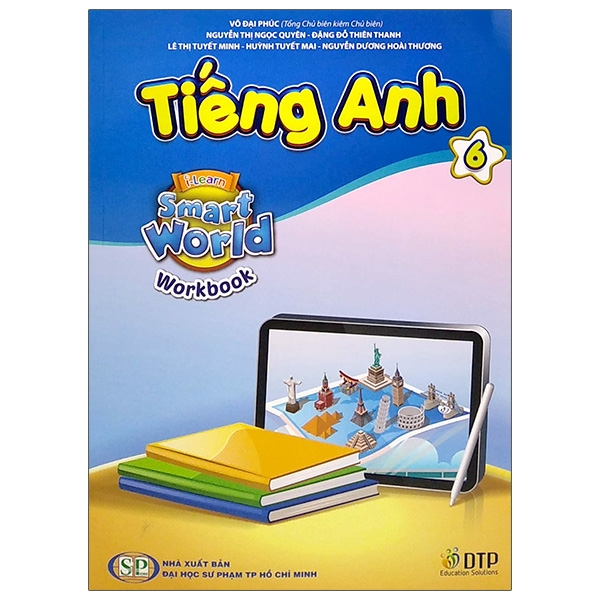 VÕ ĐẠI PHÚC (Tổng Chủ biên kiêm Chủ biên)
NGUYỄN THỊ NGỌC QUYÊN - ĐẶNG ĐỖ THIÊN THANH
LÊ THỊ TUYẾT MINH - HUỲNH TUYẾT MAI - NGUYỄN DƯƠNG HOÀI THƯƠNG
Tiếng Anh
6
i-Learn
Smart
World
Workbook
SP
NHÀ XUẤT BẢN
ĐẠI HỌC SƯ PHẠM TP HỒ CHÍ MINH
DTP
Education Solutions